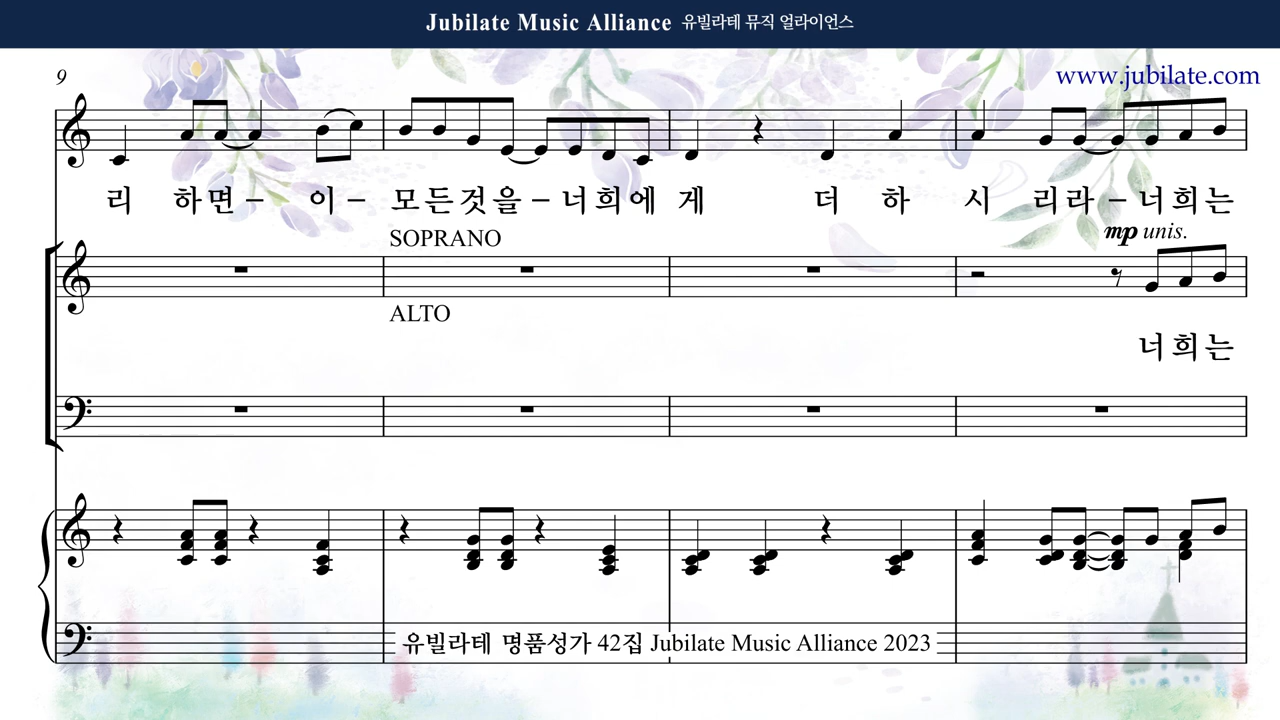 Jubilate Music Alliance 유빌라테 뮤직 얼라이언스
www.jubilate.com
9
리 하면- 이- 모든것을-너희에 게 더 하 시 리라-너희는
SOPRANO
mp unis.
ALTO
너희는
유빌라테 명품성가 42집 Jubilate Music Alliance 2023